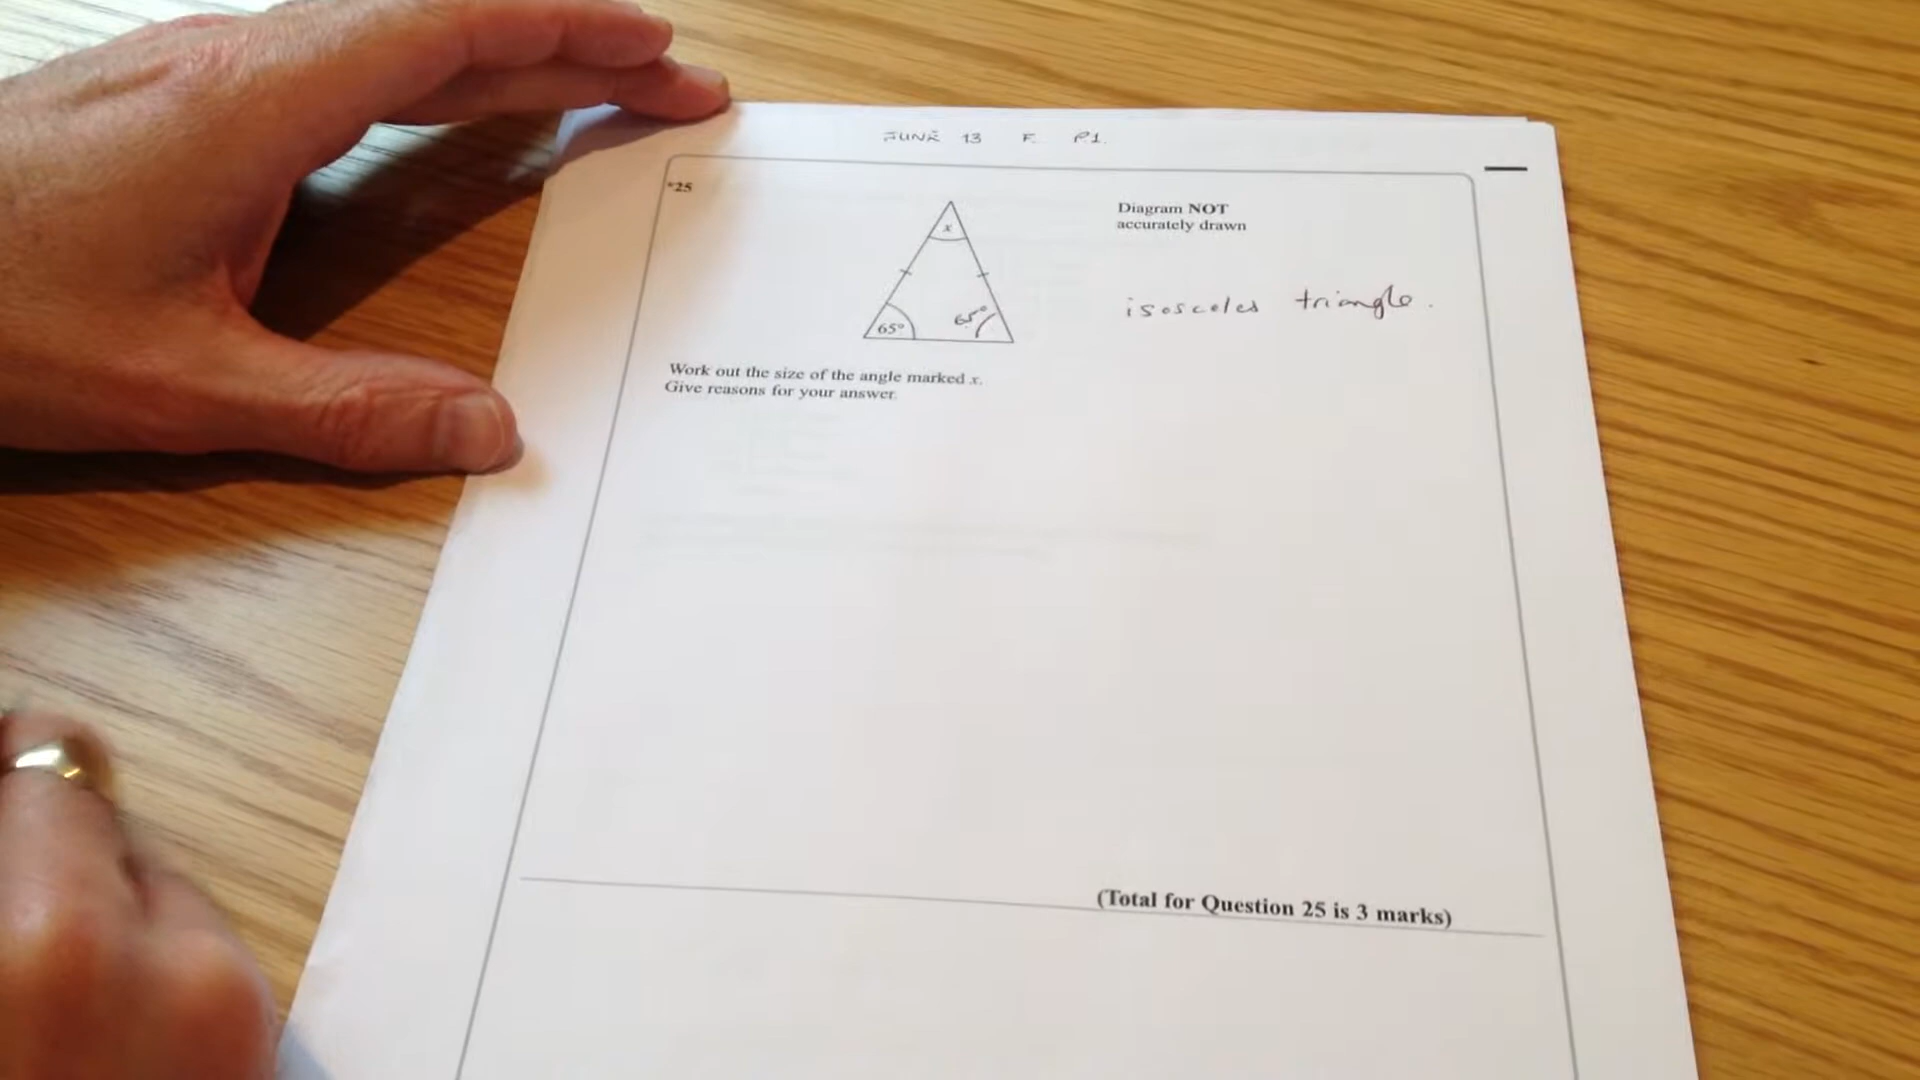 JUNE 13 F P1.
*25
Diagram NOT
accurately drawn
x
isosceles triangle.
65° 65°
Work out the size of the angle marked x.
Give reasons for your answer.
(Total for Question 25 is 3 marks)